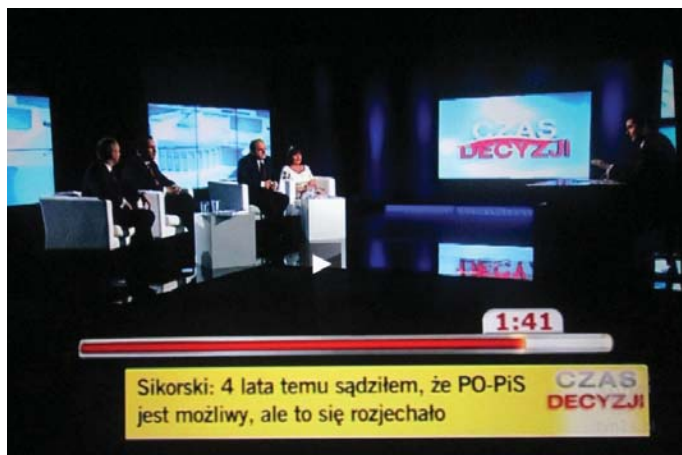 CZAS
DECYZJI
1:41
Sikorski: 4 lata temu sądziłem, że PO-PiS
jest możliwy, ale to się rozjechało
CZAS
DECYZJI